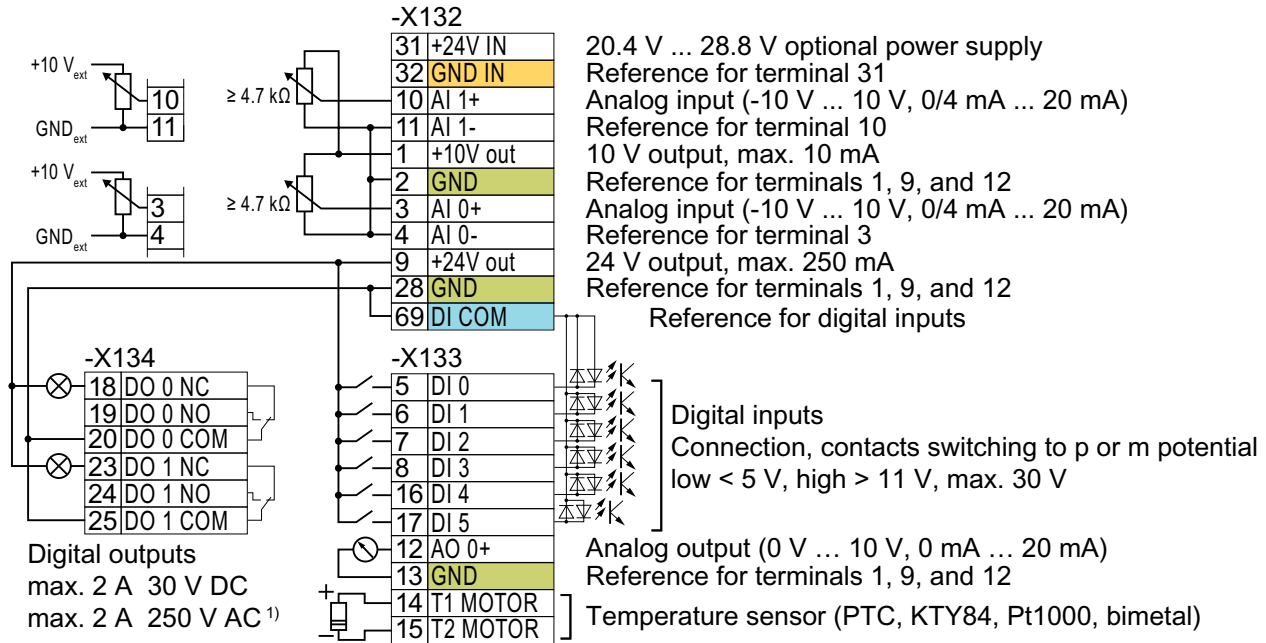 -X132
31 +24V IN 20.4 V ... 28.8 V optional power supply
32 GND IN Reference for terminal 31
10 AI 1+ Analog input (-10 V ... 10 V, 0/4 mA ... 20 mA)
11 AI 1- Reference for terminal 10
1 +10V out 10 V output, max. 10 mA
2 GND Reference for terminals 1, 9, and 12
3 AI 0+ Analog input (-10 V ... 10 V, 0/4 mA ... 20 mA)
4 AI 0- Reference for terminal 3
9 +24V out 24 V output, max. 250 mA
28 GND Reference for terminals 1, 9, and 12
69 DI COM Reference for digital inputs
+10 Vext
10
GNDext 11
≥ 4.7 kΩ
+10 Vext
3
GNDext 4
≥ 4.7 kΩ
-X134
18 DO 0 NC
19 DO 0 NO
20 DO 0 COM
23 DO 1 NC
24 DO 1 NO
25 DO 1 COM
Digital outputs
max. 2 A 30 V DC
max. 2 A 250 V AC 1)
-X133
5 DI 0
6 DI 1
7 DI 2
8 DI 3
16 DI 4
17 DI 5
Digital inputs
Connection, contacts switching to p or m potential
low < 5 V, high > 11 V, max. 30 V
12 AO 0+ Analog output (0 V ... 10 V, 0 mA ... 20 mA)
13 GND Reference for terminals 1, 9, and 12
+
14 T1 MOTOR
–
15 T2 MOTOR
Temperature sensor (PTC, KTY84, Pt1000, bimetal)